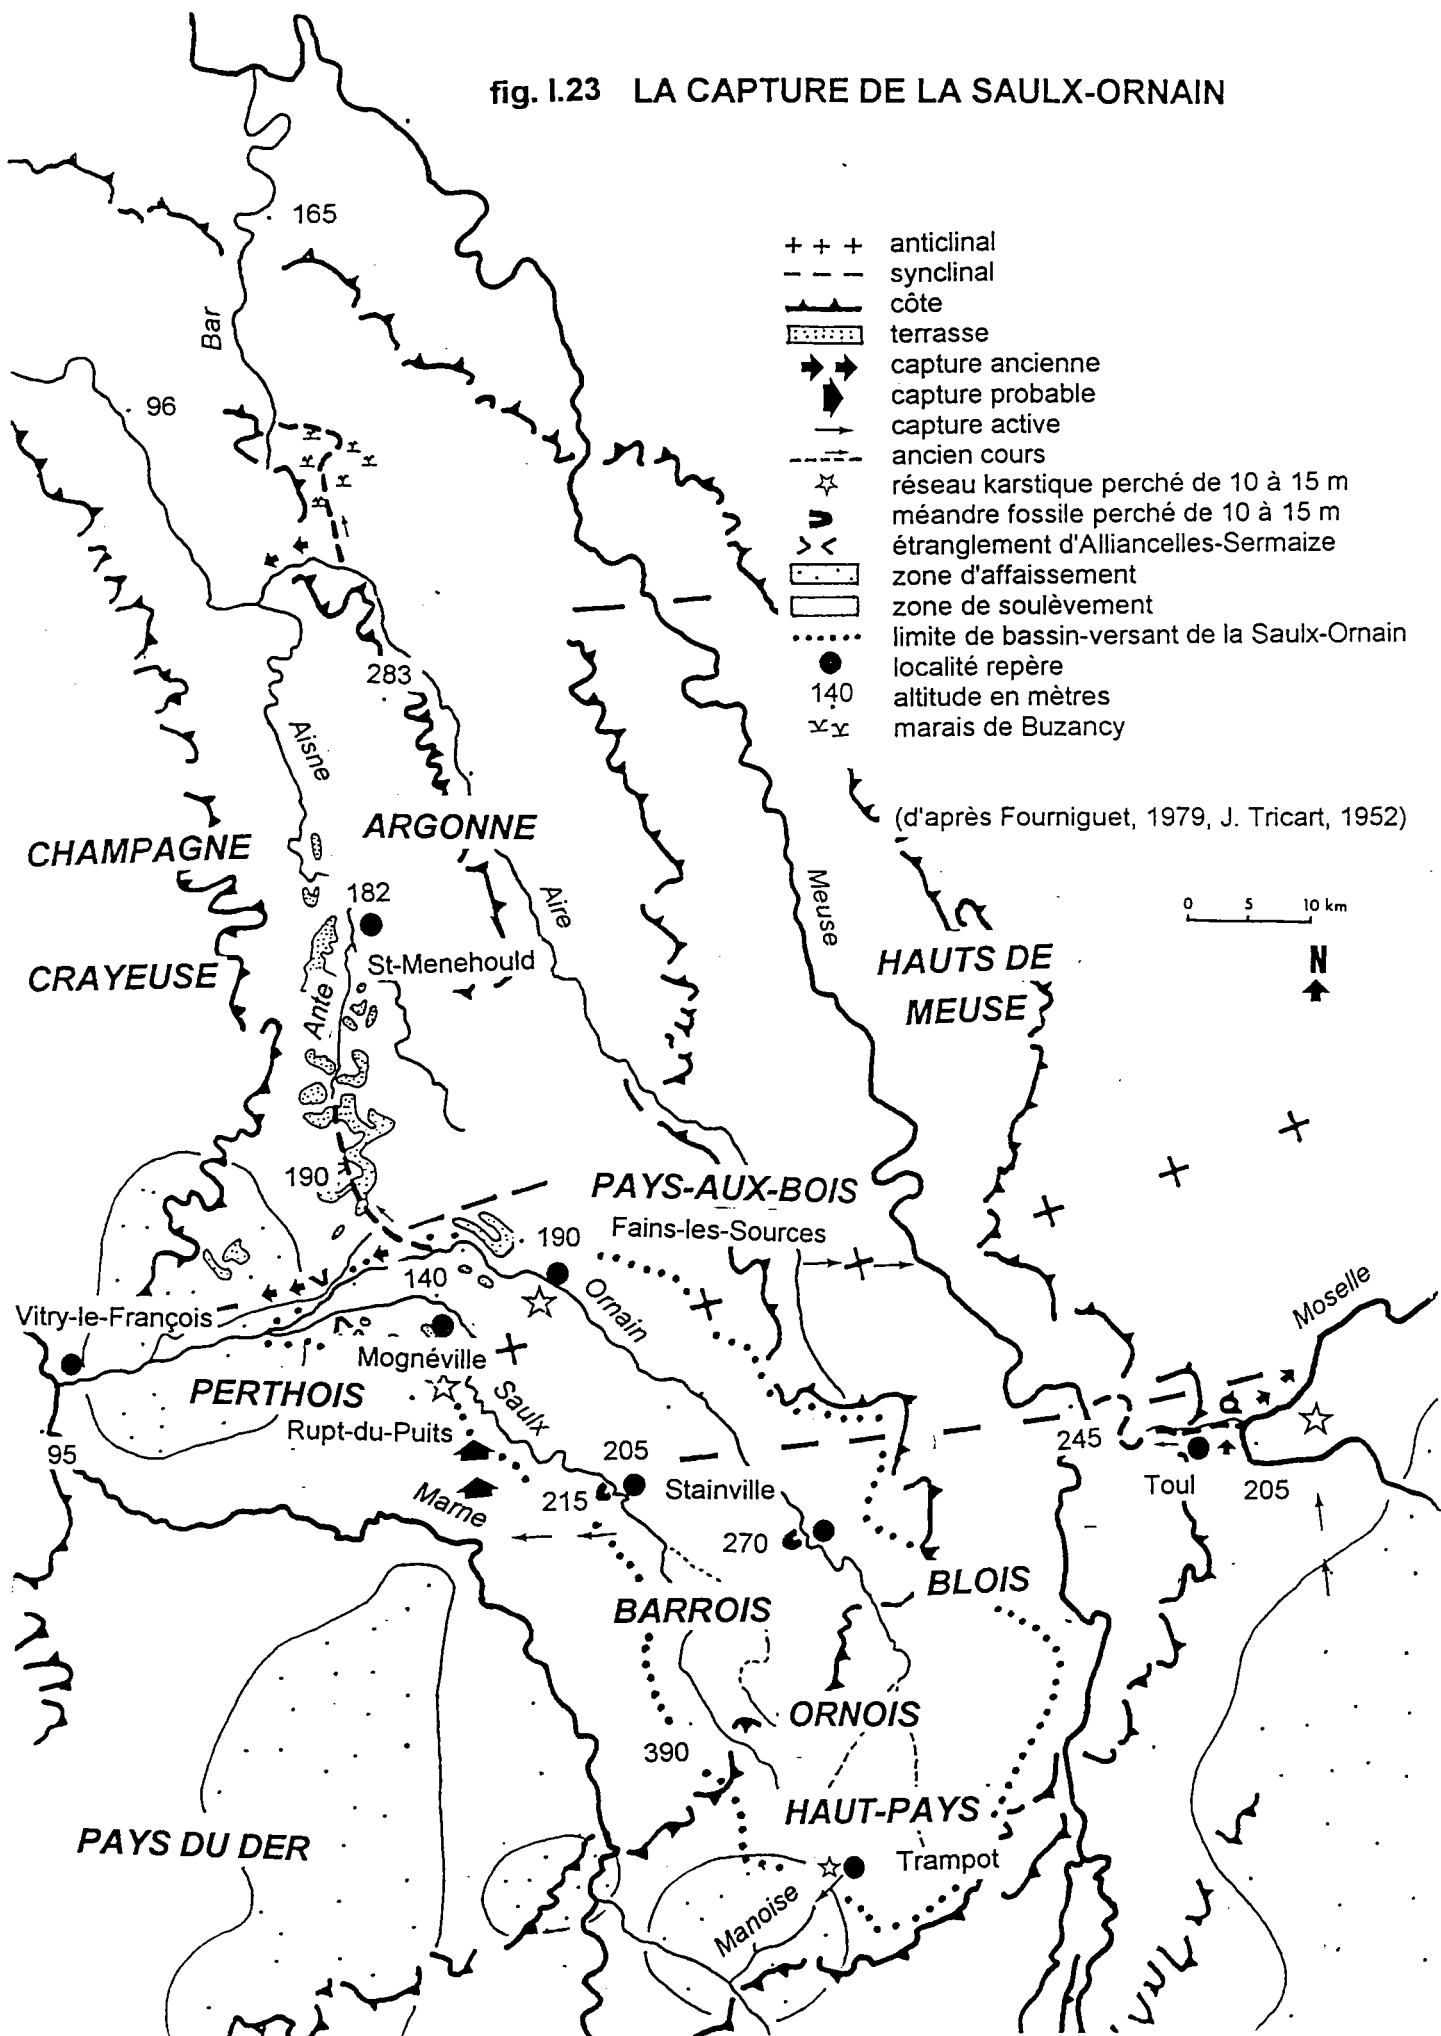 fig. I.23 LA CAPTURE DE LA SAULX-ORNAIN
165
anticlinal
synclinal
côte
terrasse
capture ancienne
capture probable
capture active
ancien cours
réseau karstique perché de 10 à 15 m
méandre fossile perché de 10 à 15 m
étranglement d'Alliancelles-Sermaize
zone d'affaissement
zone de soulèvement
limite de bassin-versant de la Saulx-Ornain
localité repère
140 altitude en mètres
marais de Buzancy
(d'après Fourniguet, 1979, J. Tricart, 1952)
Bar
96
283
Aisne
ARGONNE
CHAMPAGNE
CRAYEUSE
182
St-Menehould
Ante
Aire
Meuse
HAUTS DE
MEUSE
0 5 10 km
N
190
PAYS-AUX-BOIS
Fains-les-Sources
190
140
Ornain
Moselle
Vitry-le-François
Mognéville
PERTHOIS
Saulx
Rupt-du-Puits
95
205
Stainville
215
Marne
245
Toul
205
270
BLOIS
BARROIS
ORNOIS
390
HAUT-PAYS
PAYS DU DER
Trampot
Manoise